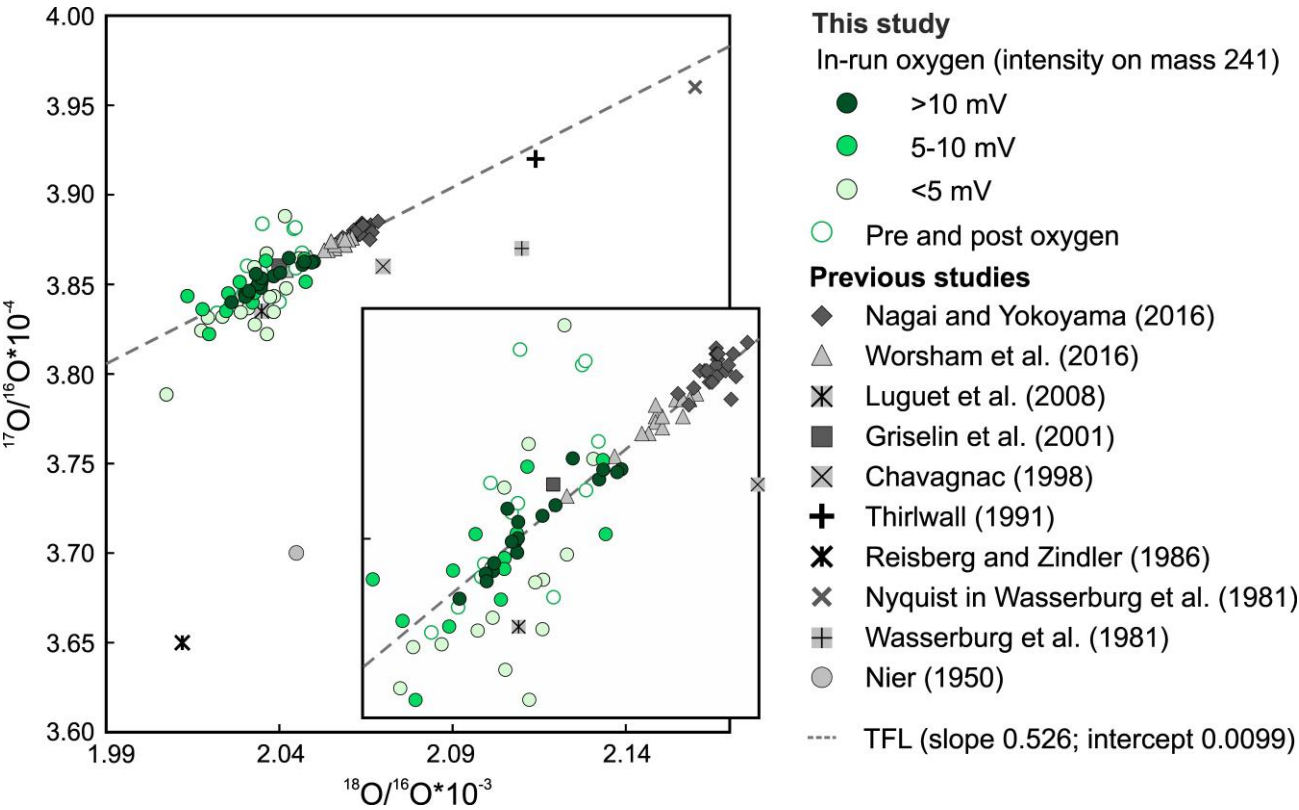 4.00
3.95
3.90
3.85
3.80
3.75
3.70
3.65
3.60
¹⁷O/¹⁶O*10⁻⁴
1.99
2.04
2.09
2.14
¹⁸O/¹⁶O*10⁻³
This study
In-run oxygen (intensity on mass 241)
>10 mV
5-10 mV
<5 mV
Pre and post oxygen
Previous studies
Nagai and Yokoyama (2016)
Worsham et al. (2016)
Luguet et al. (2008)
Griselin et al. (2001)
Chavagnac (1998)
Thirlwall (1991)
Reisberg and Zindler (1986)
Nyquist in Wasserburg et al. (1981)
Wasserburg et al. (1981)
Nier (1950)
TFL (slope 0.526; intercept 0.0099)